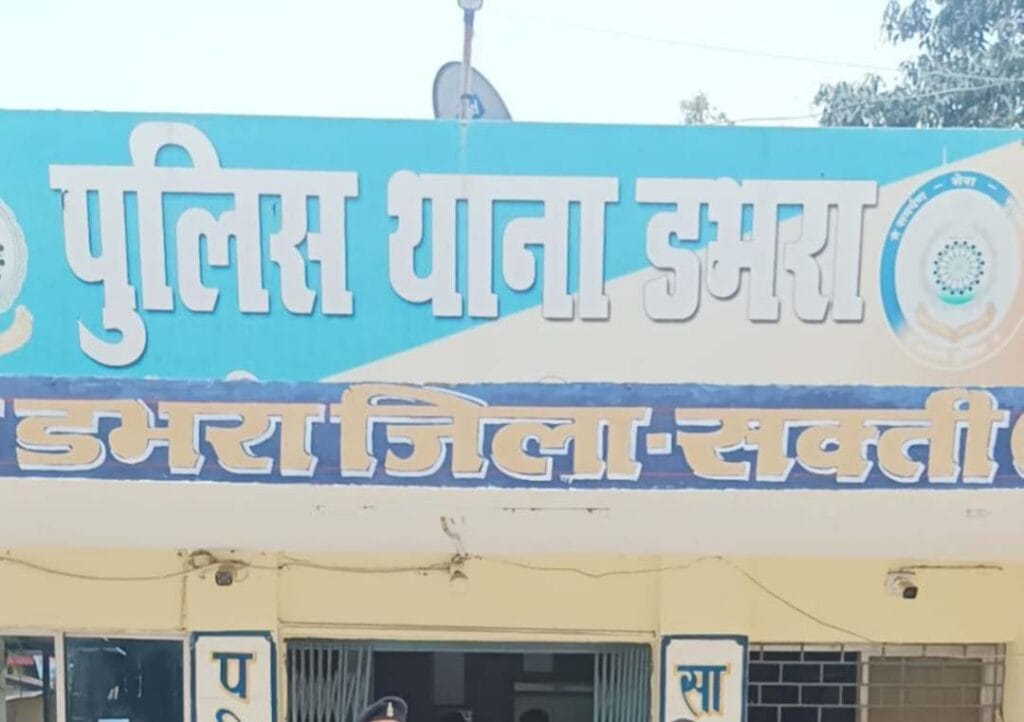 पुलिस थाना डभरा
सेवा
डभरा जिला-सक्ती
प
सा